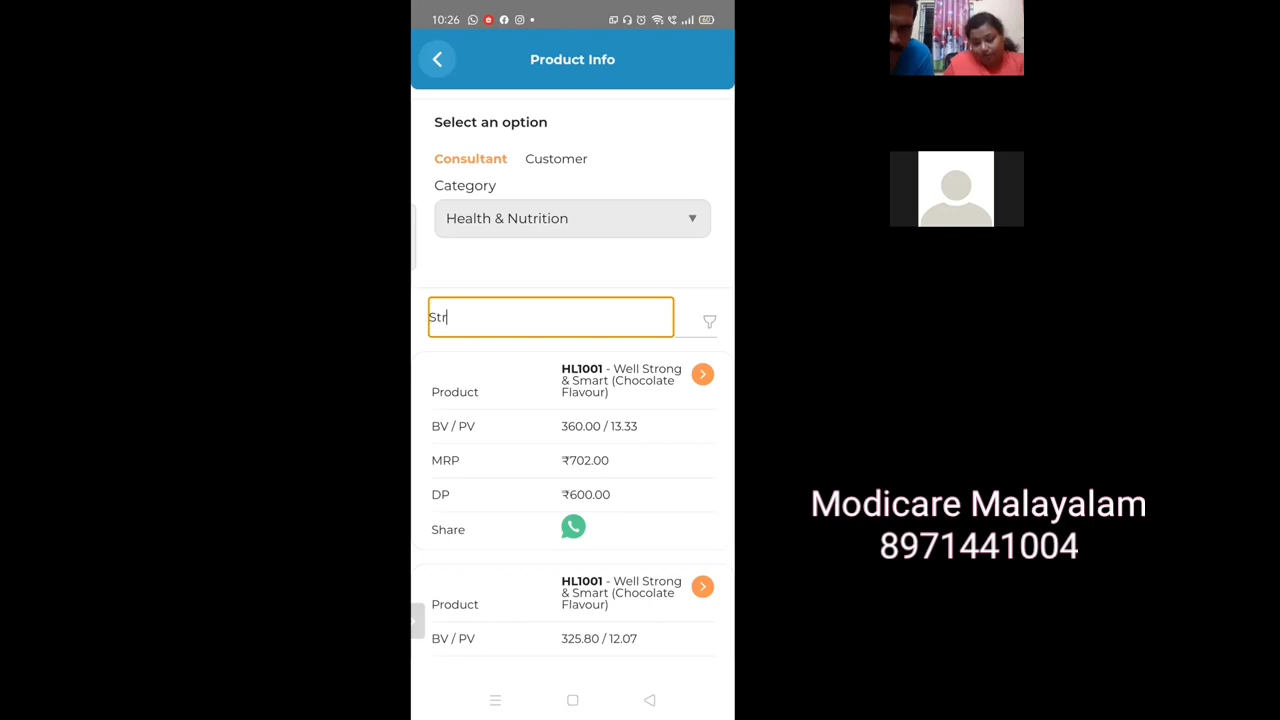 10:26
60
Product Info
Select an option
Consultant Customer
Category
Health & Nutrition
Str
Product HL1001 - Well Strong & Smart (Chocolate Flavour)
BV / PV 360.00 / 13.33
MRP ₹702.00
DP ₹600.00
Share
Product HL1001 - Well Strong & Smart (Chocolate Flavour)
BV / PV 325.80 / 12.07
Modicare Malayalam
8971441004